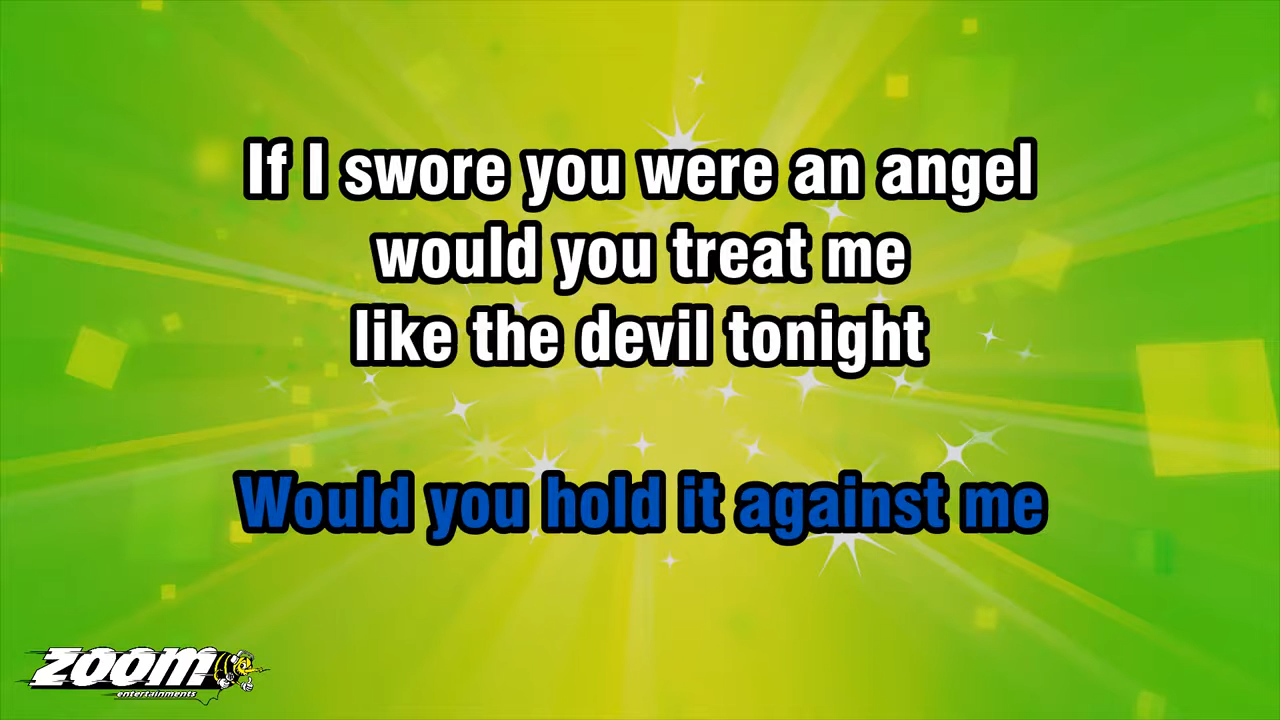 If I swore you were an angel
would you treat me
like the devil tonight
Would you hold it against me
zoom
entertainments